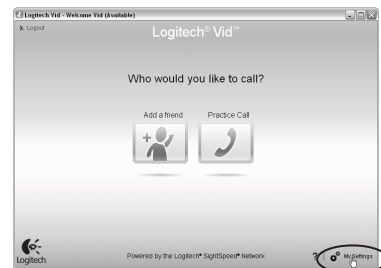 Logitech Vid - Welcome Vid (Available)
Logout
Logitech® Vid™
Who would you like to call?
Add a friend
Practice Call
Logitech
Powered by the Logitech® SightSpeed® Network
?
My Settings